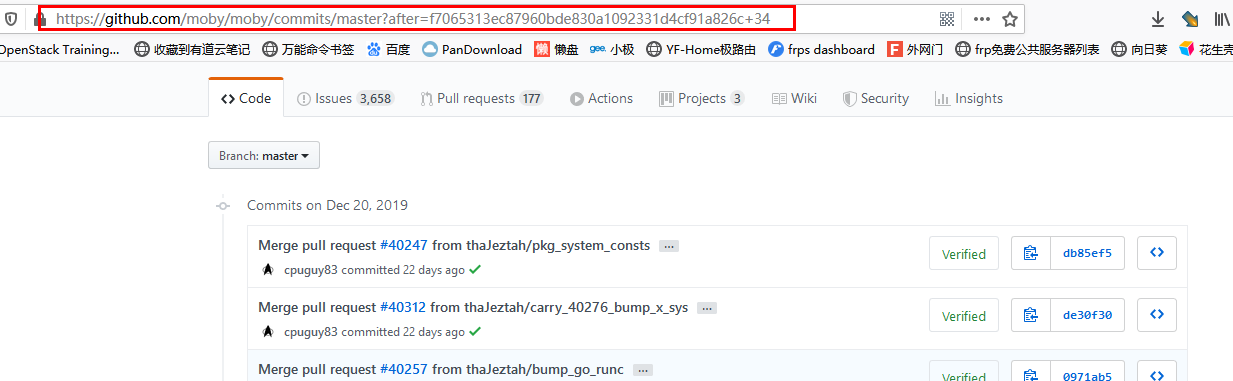 https://github.com/moby/moby/commits/master?after=f7065313ec87960bde830a1092331d4cf91a826c+34
OpenStack Training... 收藏到有道云笔记 万能命令书签 百度 PanDownload 懒 懒盘 gee. 小极 YF-Home极路由 frps dashboard F 外网门 frp免费公共服务器列表 向日葵 花生壳
Code Issues 3,658 Pull requests 177 Actions Projects 3 Wiki Security Insights
Branch: master
Commits on Dec 20, 2019
Merge pull request #40247 from thaJeztah/pkg_system_consts ...
Verified db85ef5
cpuguy83 committed 22 days ago
Merge pull request #40312 from thaJeztah/carry_40276_bump_x_sys ...
Verified de30f30
cpuguy83 committed 22 days ago
Merge pull request #40257 from thaJeztah/bump_go_runc ...
Verified 0971ab5